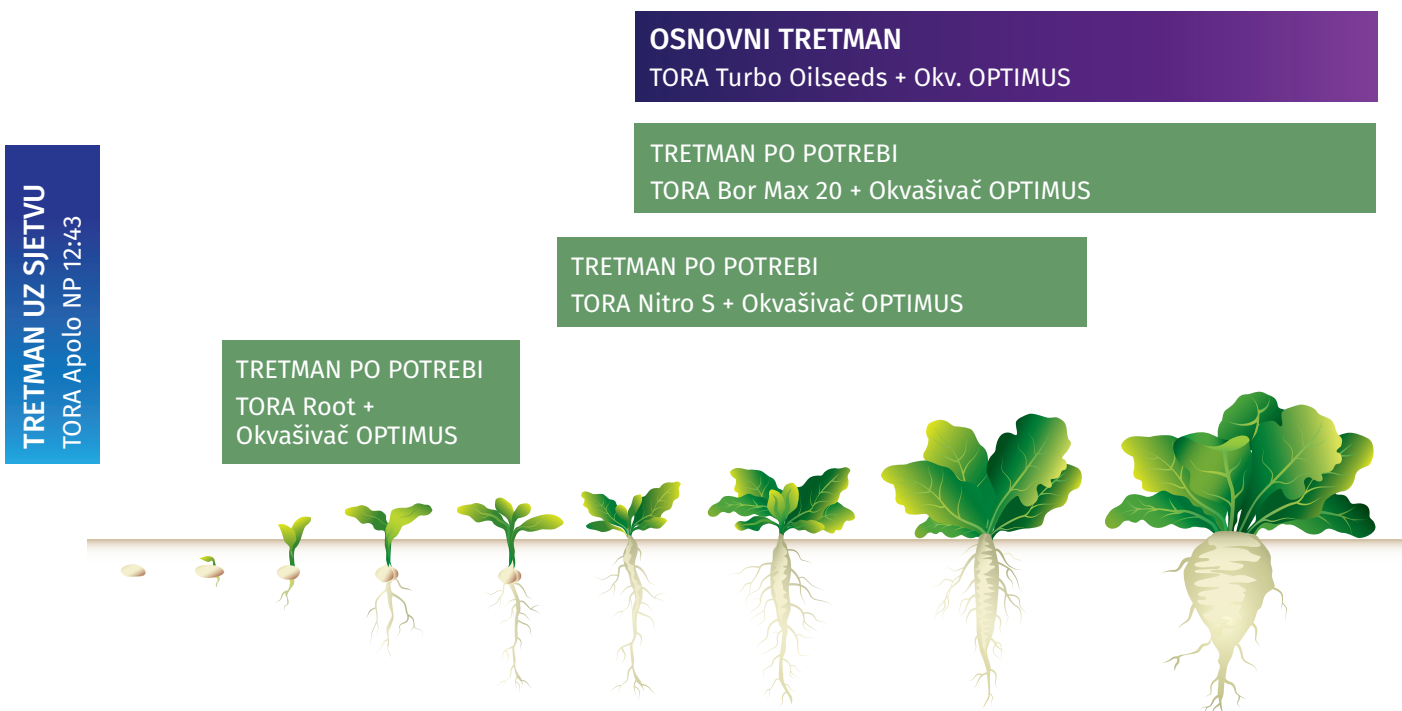 OSNOVNI TRETMAN
TORA Turbo Oilseeds + Okv. OPTIMUS
TRETMAN PO POTREBI
TORA Bor Max 20 + Okvašivač OPTIMUS
TRETMAN UZ SJETVU
TORA Apolo NP 12:43
TRETMAN PO POTREBI
TORA Nitro S + Okvašivač OPTIMUS
TRETMAN PO POTREBI
TORA Root +
Okvašivač OPTIMUS